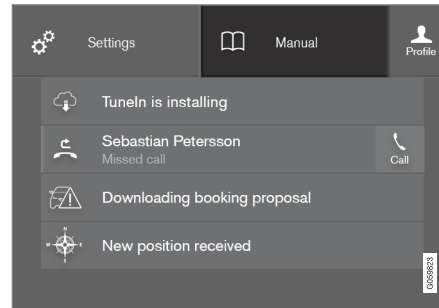 Settings
Manual
Profile
TuneIn is installing
Sebastian Petersson
Missed call
Call
Downloading booking proposal
New position received
N
W
E
S
G059823